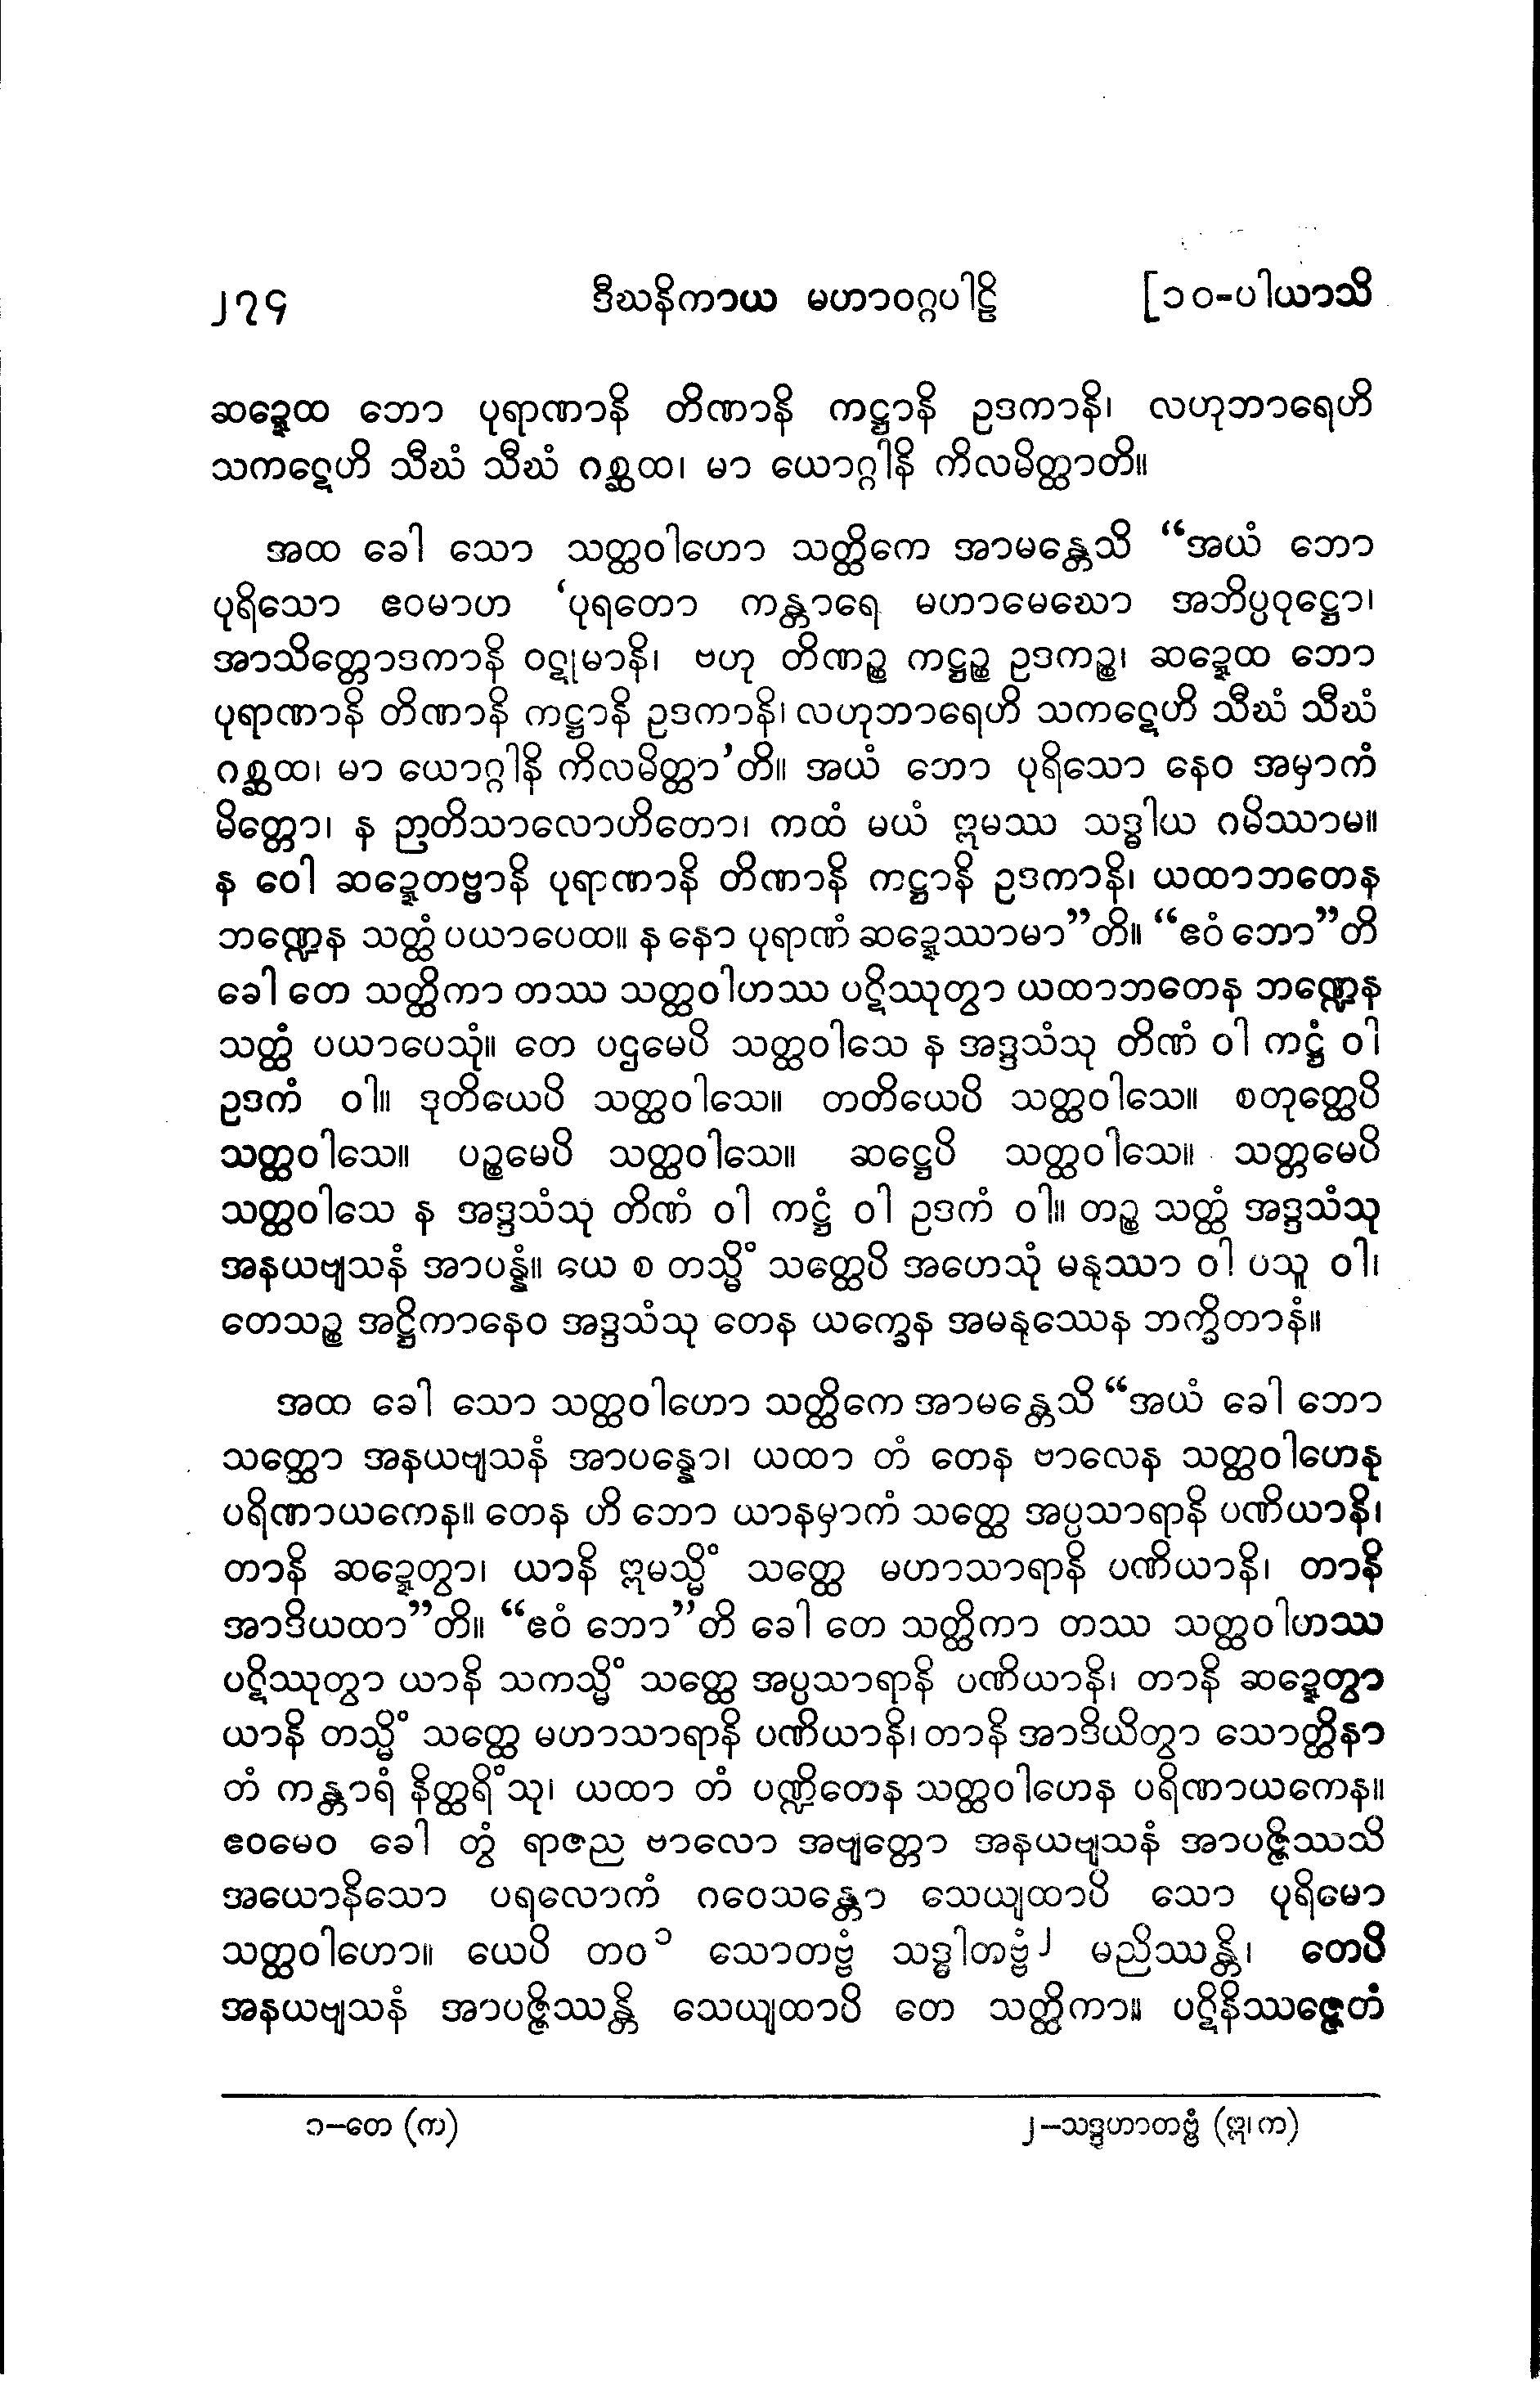 ၂၇၄ ဒီဃနိကာယ မဟာဝဂ္ဂပါဠိ [၁၀-ပါယာသိ
ဆဍ္ဍေထ ဘော ပုရာဏာနိ တိဏာနိ ကဋ္ဌာနိ ဥဒကာနိ၊ လဟုဘာရေဟိ
သကဋေဟိ သီဃံ သီဃံ ဂစ္ဆထ၊ မာ ယောဂ္ဂါနိ ကိလမိတ္ထာတိ။
အထ ခေါ သော သတ္ထဝါဟော သတ္ထိကေ အာမန္တေသိ “အယံ ဘော
ပုရိသော ဧဝမာဟ ‘ပုရတော ကန္တာရေ မဟာမေဃော အဘိပ္ပဝုဋ္ဌော၊
အာသိတ္တောဒကာနိ ဝဋုမာနိ၊ ဗဟု တိဏဉ္စ ကဋ္ဌဉ္စ ဥဒကဉ္စ၊ ဆဍ္ဍေထ ဘော
ပုရာဏာနိ တိဏာနိ ကဋ္ဌာနိ ဥဒကာနိ၊ လဟုဘာရေဟိ သကဋေဟိ သီဃံ သီဃံ
ဂစ္ဆထ၊ မာ ယောဂ္ဂါနိ ကိလမိတ္ထာ’တိ။ အယံ ဘော ပုရိသော နေဝ အမှာကံ
မိတ္တော၊ န ဉာတိသာလောဟိတော၊ ကထံ မယံ ဣမဿ သဒ္ဓါယ ဂမိဿာမ။
န ဝေါ ဆဍ္ဍေတဗ္ဗာနိ ပုရာဏာနိ တိဏာနိ ကဋ္ဌာနိ ဥဒကာနိ၊ ယထာဘတေန
ဘဏ္ဍေန သတ္ထံ ပယာပေထ။ န နော ပုရာဏံ ဆဍ္ဍေဿာမာ”တိ။ “ဧဝံ ဘော”တိ
ခေါ တေ သတ္ထိကာ တဿ သတ္ထဝါဟဿ ပဋိဿုတွာ ယထာဘတေန ဘဏ္ဍေန
သတ္ထံ ပယာပေသုံ။ တေ ပဌမေပိ သတ္ထဝါသေ န အဒ္ဒသံသု တိဏံ ဝါ ကဋ္ဌံ ဝါ
ဥဒကံ ဝါ။ ဒုတိယေပိ သတ္ထဝါသေ။ တတိယေပိ သတ္ထဝါသေ။ စတုတ္ထေပိ
သတ္ထဝါသေ။ ပဉ္စမေပိ သတ္ထဝါသေ။ ဆဋ္ဌေပိ သတ္ထဝါသေ။ သတ္တမေပိ
သတ္ထဝါသေ န အဒ္ဒသံသု တိဏံ ဝါ ကဋ္ဌံ ဝါ ဥဒကံ ဝါ။ တဉ္စ သတ္ထံ အဒ္ဒသံသု
အနယဗျသနံ အာပန္နံ။ ယေ စ တသ္မိံ သတ္ထေပိ အဟေသုံ မနုဿာ ဝါ ပသူ ဝါ၊
တေသဉ္စ အဋ္ဌိကာနေဝ အဒ္ဒသံသု တေန ယက္ခေန အမနုဿေန ဘက္ခိတာနံ။
အထ ခေါ သော သတ္ထဝါဟော သတ္ထိကေ အာမန္တေသိ “အယံ ခေါ ဘော
သတ္ထော အနယဗျသနံ အာပန္နော၊ ယထာ တံ တေန ဗာလေန သတ္ထဝါဟေန
ပရိဏာယကေန။ တေန ဟိ ဘော ယာနမှာကံ သတ္ထေ အပ္ပသာရာနိ ပဏိယာနိ၊
တာနိ ဆဍ္ဍေတွာ၊ ယာနိ ဣမသ္မိံ သတ္ထေ မဟာသာရာနိ ပဏိယာနိ၊ တာနိ
အာဒိယထာ”တိ။ “ဧဝံ ဘော”တိ ခေါ တေ သတ္ထိကာ တဿ သတ္ထဝါဟဿ
ပဋိဿုတွာ ယာနိ သကသ္မိံ သတ္ထေ အပ္ပသာရာနိ ပဏိယာနိ၊ တာနိ ဆဍ္ဍေတွာ
ယာနိ တသ္မိံ သတ္ထေ မဟာသာရာနိ ပဏိယာနိ၊ တာနိ အာဒိယိတွာ သောတ္ထိနာ
တံ ကန္တာရံ နိတ္ထရိံသု၊ ယထာ တံ ပဏ္ဍိတေန သတ္ထဝါဟေန ပရိဏာယကေန။
ဧဝမေဝ ခေါ တွံ ရာဇည ဗာလော အဗျတ္တော အနယဗျသနံ အာပဇ္ဇိဿသိ
အယောနိသော ပရလောကံ ဂဝေသန္တော သေယျထာပိ သော ပုရိမော
သတ္ထဝါဟော။ ယေပိ တဝ၁ သောတဗ္ဗံ သဒ္ဓါတဗ္ဗံ၂ မညိဿန္တိ၊ တေပိ
အနယဗျသနံ အာပဇ္ဇိဿန္တိ သေယျထာပိ တေ သတ္ထိကာ။ ပဋိနိဿဇ္ဇေတံ
၁–တေ (က) ၂–သဒ္ဒဟာတဗ္ဗံ (ဣ၊ က)